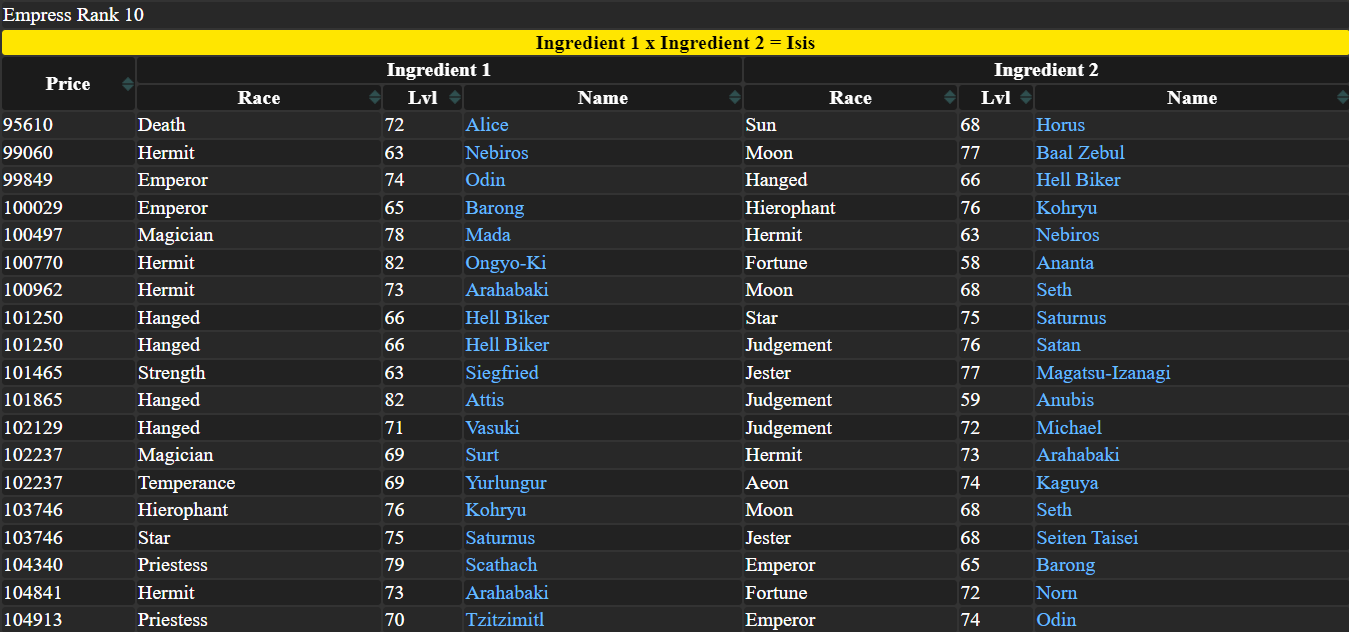 Empress Rank 10
Ingredient 1 x Ingredient 2 = Isis
Price Ingredient 1 Ingredient 2
Race Lvl Name Race Lvl Name
95610 Death 72 Alice Sun 68 Horus
99060 Hermit 63 Nebiros Moon 77 Baal Zebul
99849 Emperor 74 Odin Hanged 66 Hell Biker
100029 Emperor 65 Barong Hierophant 76 Kohryu
100497 Magician 78 Mada Hermit 63 Nebiros
100770 Hermit 82 Ongyo-Ki Fortune 58 Ananta
100962 Hermit 73 Arahabaki Moon 68 Seth
101250 Hanged 66 Hell Biker Star 75 Saturnus
101250 Hanged 66 Hell Biker Judgement 76 Satan
101465 Strength 63 Siegfried Jester 77 Magatsu-Izanagi
101865 Hanged 82 Attis Judgement 59 Anubis
102129 Hanged 71 Vasuki Judgement 72 Michael
102237 Magician 69 Surt Hermit 73 Arahabaki
102237 Temperance 69 Yurlungur Aeon 74 Kaguya
103746 Hierophant 76 Kohryu Moon 68 Seth
103746 Star 75 Saturnus Jester 68 Seiten Taisei
104340 Priestess 79 Scathach Emperor 65 Barong
104841 Hermit 73 Arahabaki Fortune 72 Norn
104913 Priestess 70 Tzitzimitl Emperor 74 Odin